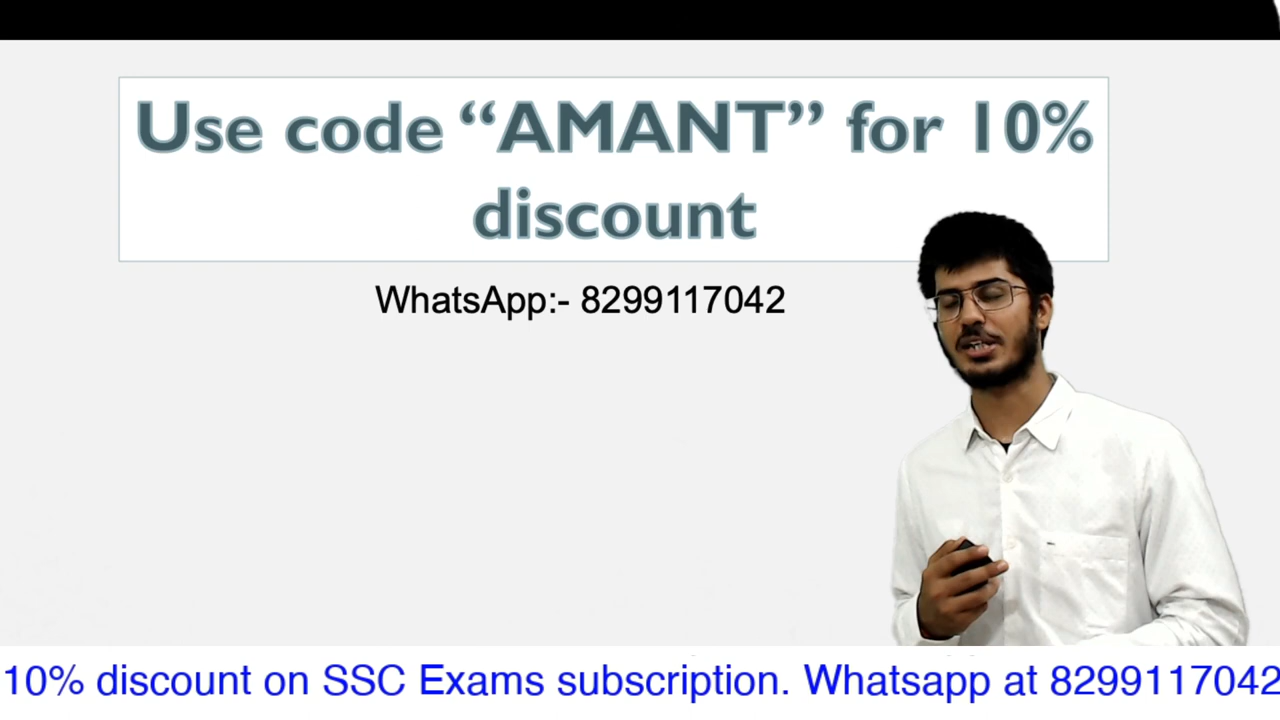 Use code “AMANT” for 10%
discount
WhatsApp:- 8299117042
10% discount on SSC Exams subscription. Whatsapp at 8299117042